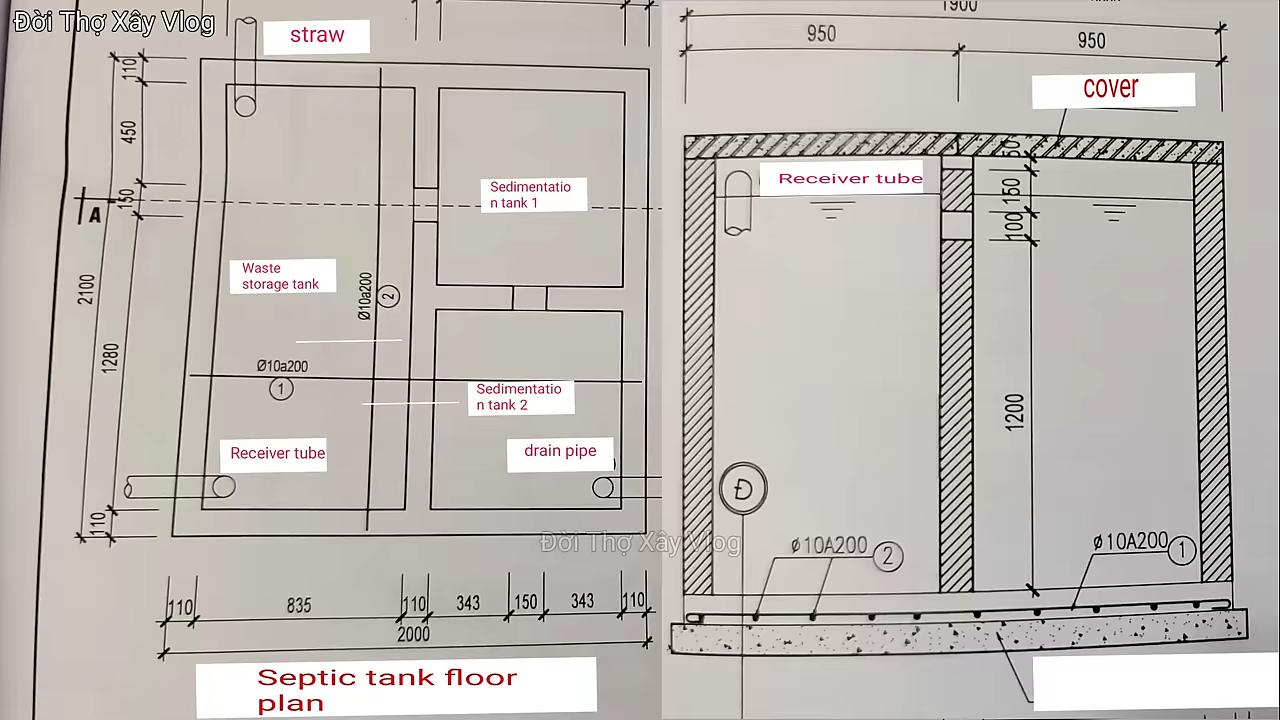 Đời Thợ Xây Vlog
straw
110
450
150
A
2100
1280
110
Sedimentatio
n tank 1
Waste
storage tank
Ø10a200
2
Ø10a200
1
Sedimentatio
n tank 2
Receiver tube
drain pipe
110
835
110
343
150
343
110
2000
Septic tank floor
plan
1900
950
950
cover
50
Receiver tube
150
100
1200
Đ
Ø10A200
2
Ø10A200
1
Đời Thợ Xây Vlog